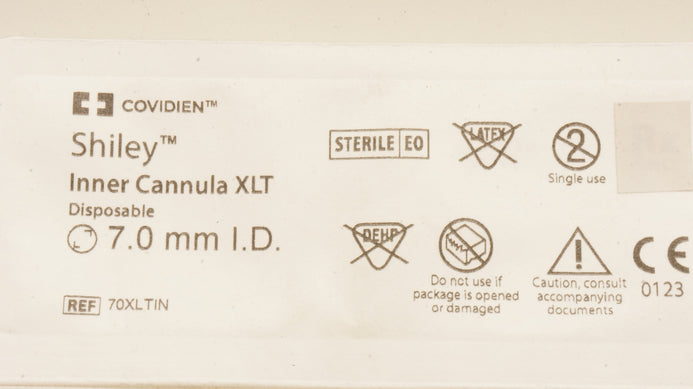 COVIDIEN™
Shiley™
Inner Cannula XLT
Disposable
7.0 mm I.D.
REF 70XLTIN
STERILE EO
LATEX
2
Single use
DEHP
Do not use if
package is opened
or damaged
!
Caution, consult
accompanying
documents
CE
0123